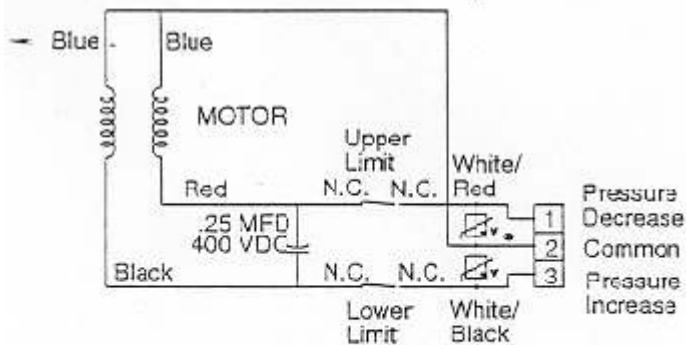 Blue Blue
MOTOR
Upper
Limit
White/
Red N.C. N.C. Red
Pressure
1 Decrease
.25 MFD
400 VDC
2 Common
Black N.C. N.C.
3 Pressure
Increase
Lower
Limit
White/
Black
v
v